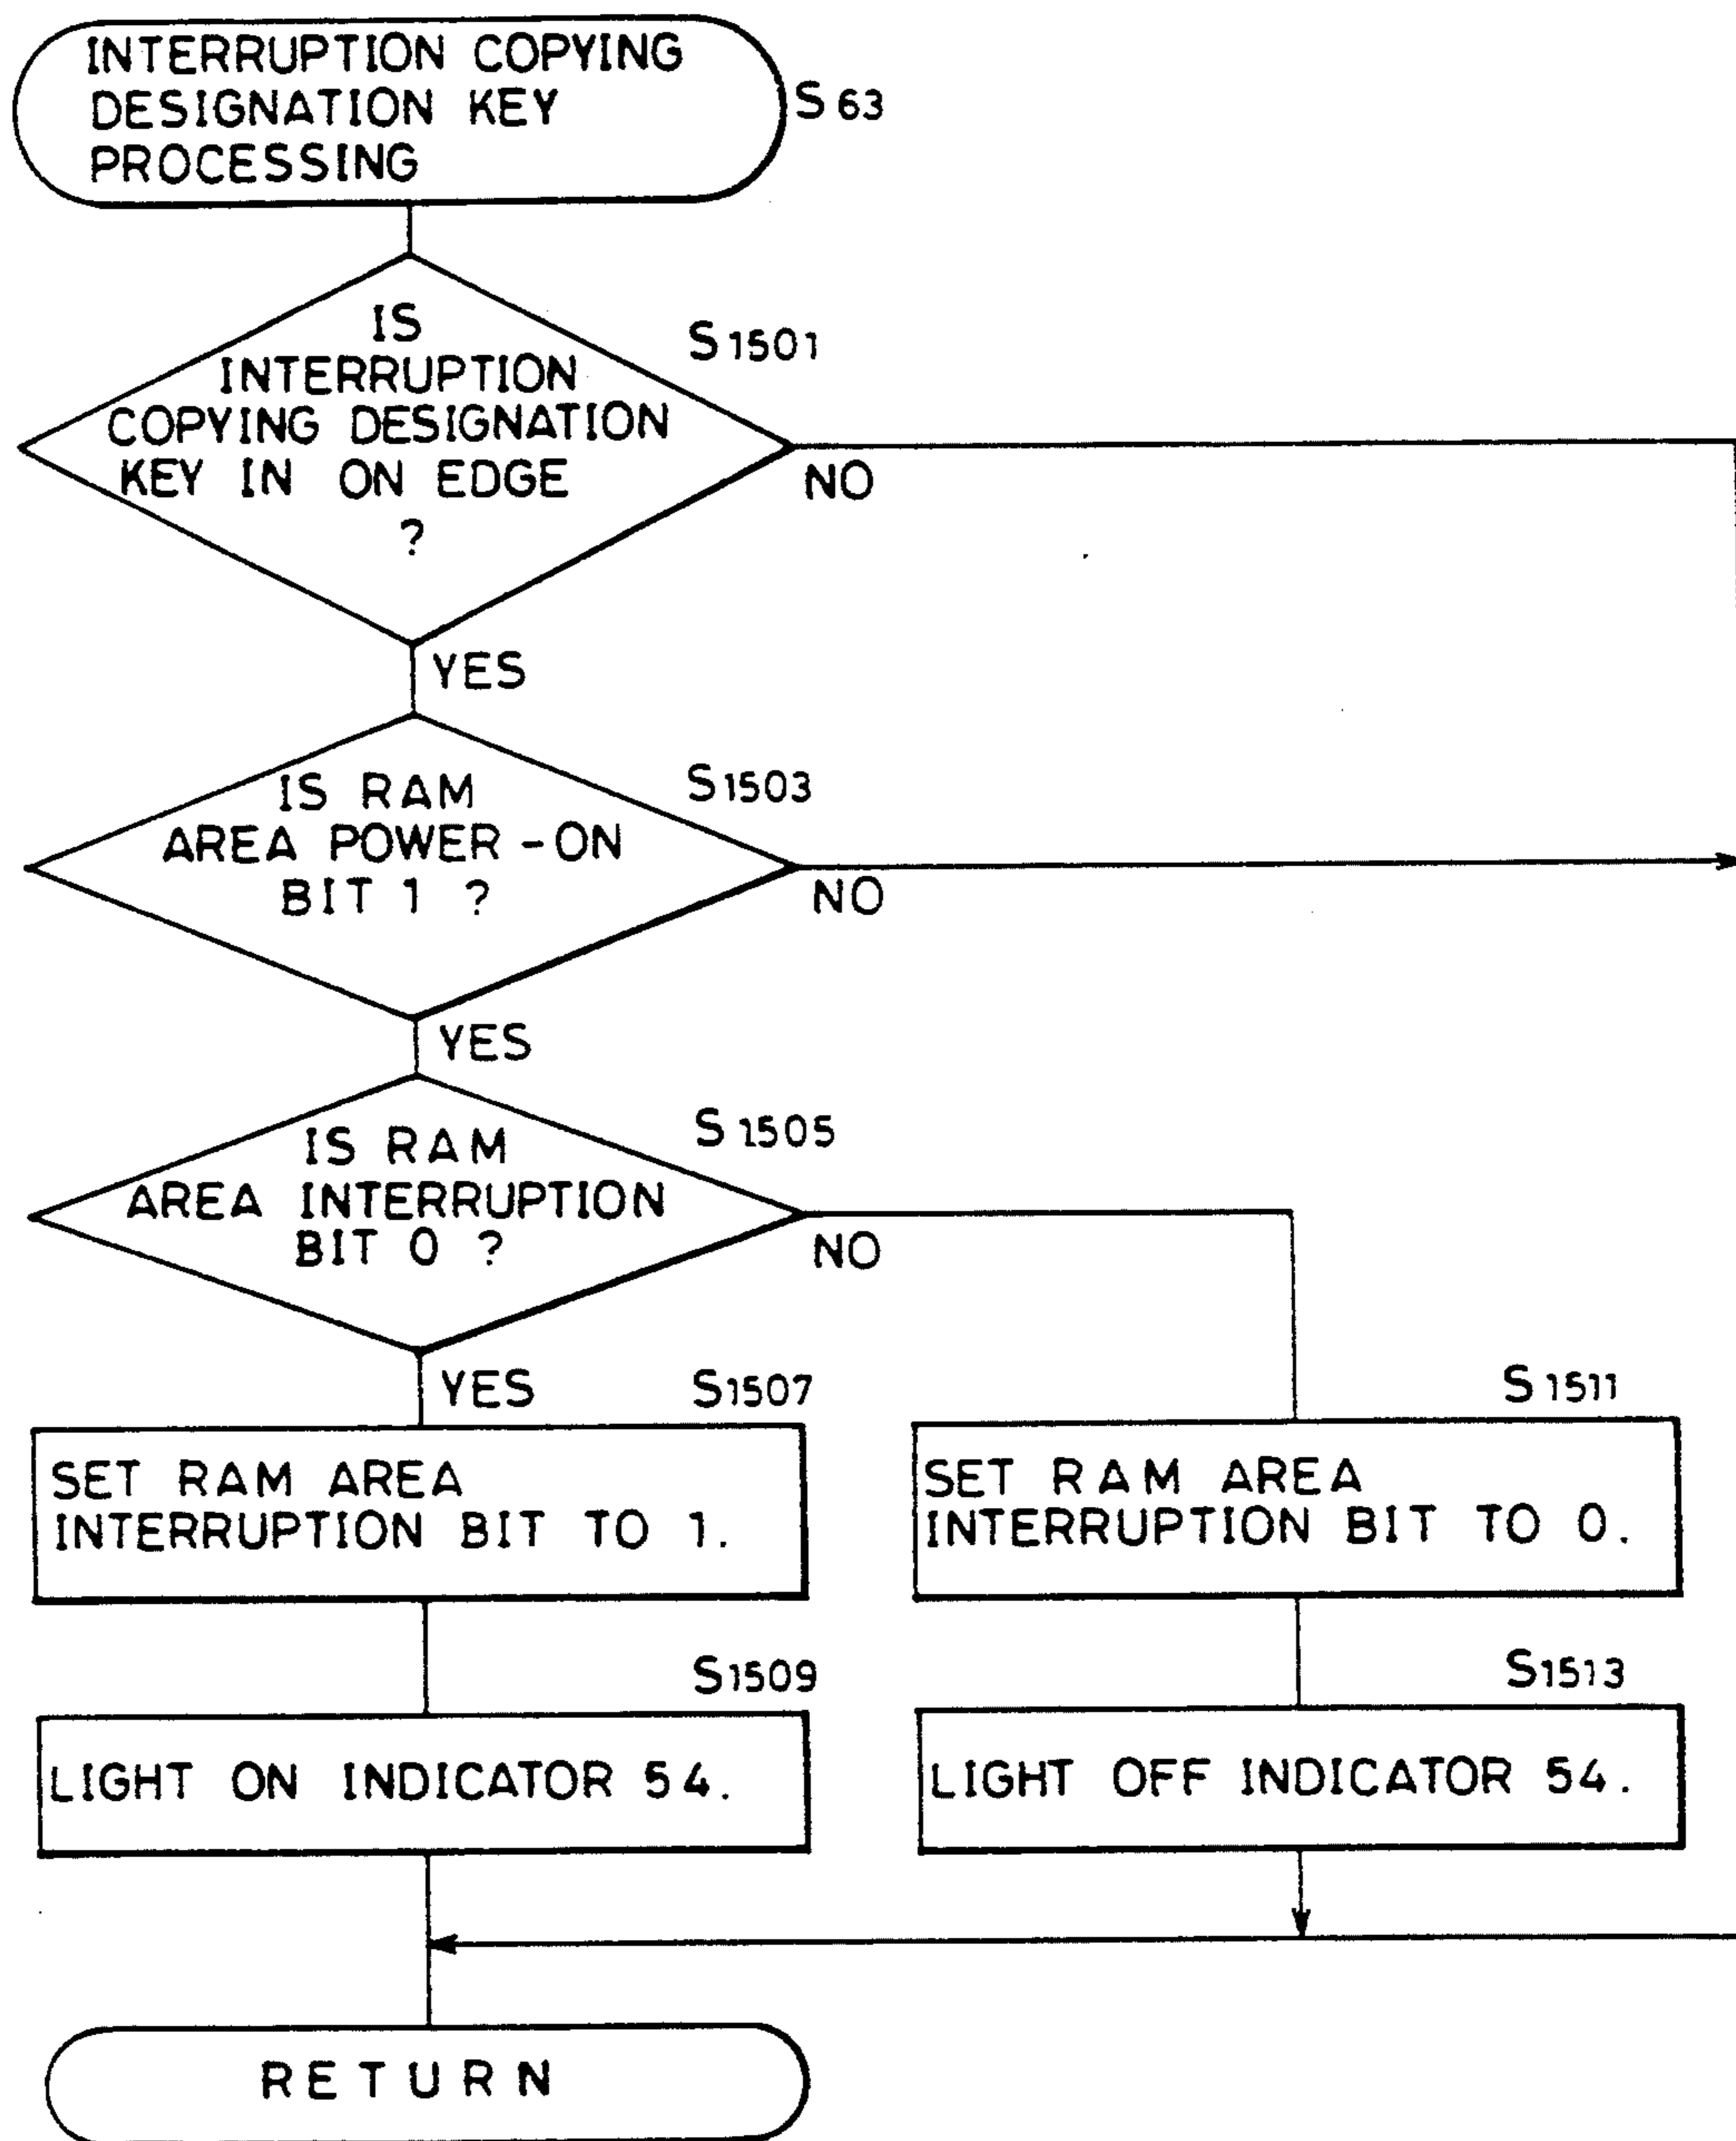 INTERRUPTION COPYING
DESIGNATION KEY
PROCESSING
S63
IS
INTERRUPTION
COPYING DESIGNATION
KEY IN ON EDGE
?
S1501
NO
YES
IS RAM
AREA POWER-ON
BIT 1 ?
S1503
NO
YES
IS RAM
AREA INTERRUPTION
BIT 0 ?
S1505
NO
YES
S1507
SET RAM AREA
INTERRUPTION BIT TO 1.
S1511
SET RAM AREA
INTERRUPTION BIT TO 0.
S1509
LIGHT ON INDICATOR 54.
S1513
LIGHT OFF INDICATOR 54.
RETURN